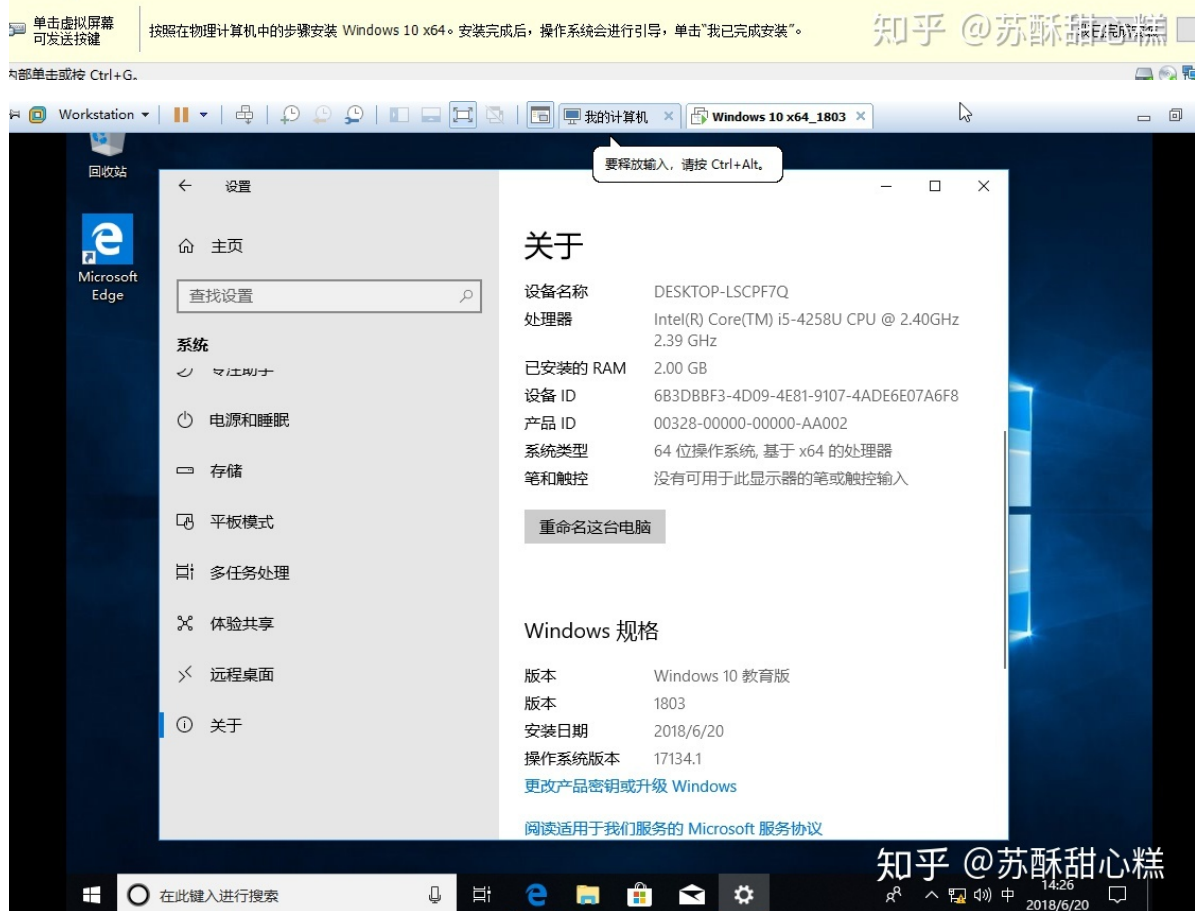 单击虚拟屏幕
可发送按键
按照在物理计算机中的步骤安装 Windows 10 x64。安装完成后，操作系统会进行引导，单击“我已完成安装”。
知乎 @苏酥甜心糕
内部单击或按 Ctrl+G。
Workstation
我的计算机
Windows 10 x64_1803
要释放输入，请按 Ctrl+Alt。
回收站
Microsoft
Edge
设置
主页
查找设置
系统
专注助手
电源和睡眠
存储
平板模式
多任务处理
体验共享
远程桌面
关于
关于
设备名称 DESKTOP-LSCPF7Q
处理器 Intel(R) Core(TM) i5-4258U CPU @ 2.40GHz
2.39 GHz
已安装的 RAM 2.00 GB
设备 ID 6B3DBBF3-4D09-4E81-9107-4ADE6E07A6F8
产品 ID 00328-00000-00000-AA002
系统类型 64 位操作系统, 基于 x64 的处理器
笔和触控 没有可用于此显示器的笔或触控输入
重命名这台电脑
Windows 规格
版本 Windows 10 教育版
版本 1803
安装日期 2018/6/20
操作系统版本 17134.1
更改产品密钥或升级 Windows
阅读适用于我们服务的 Microsoft 服务协议
知乎 @苏酥甜心糕
在此键入进行搜索
中
14:26
2018/6/20